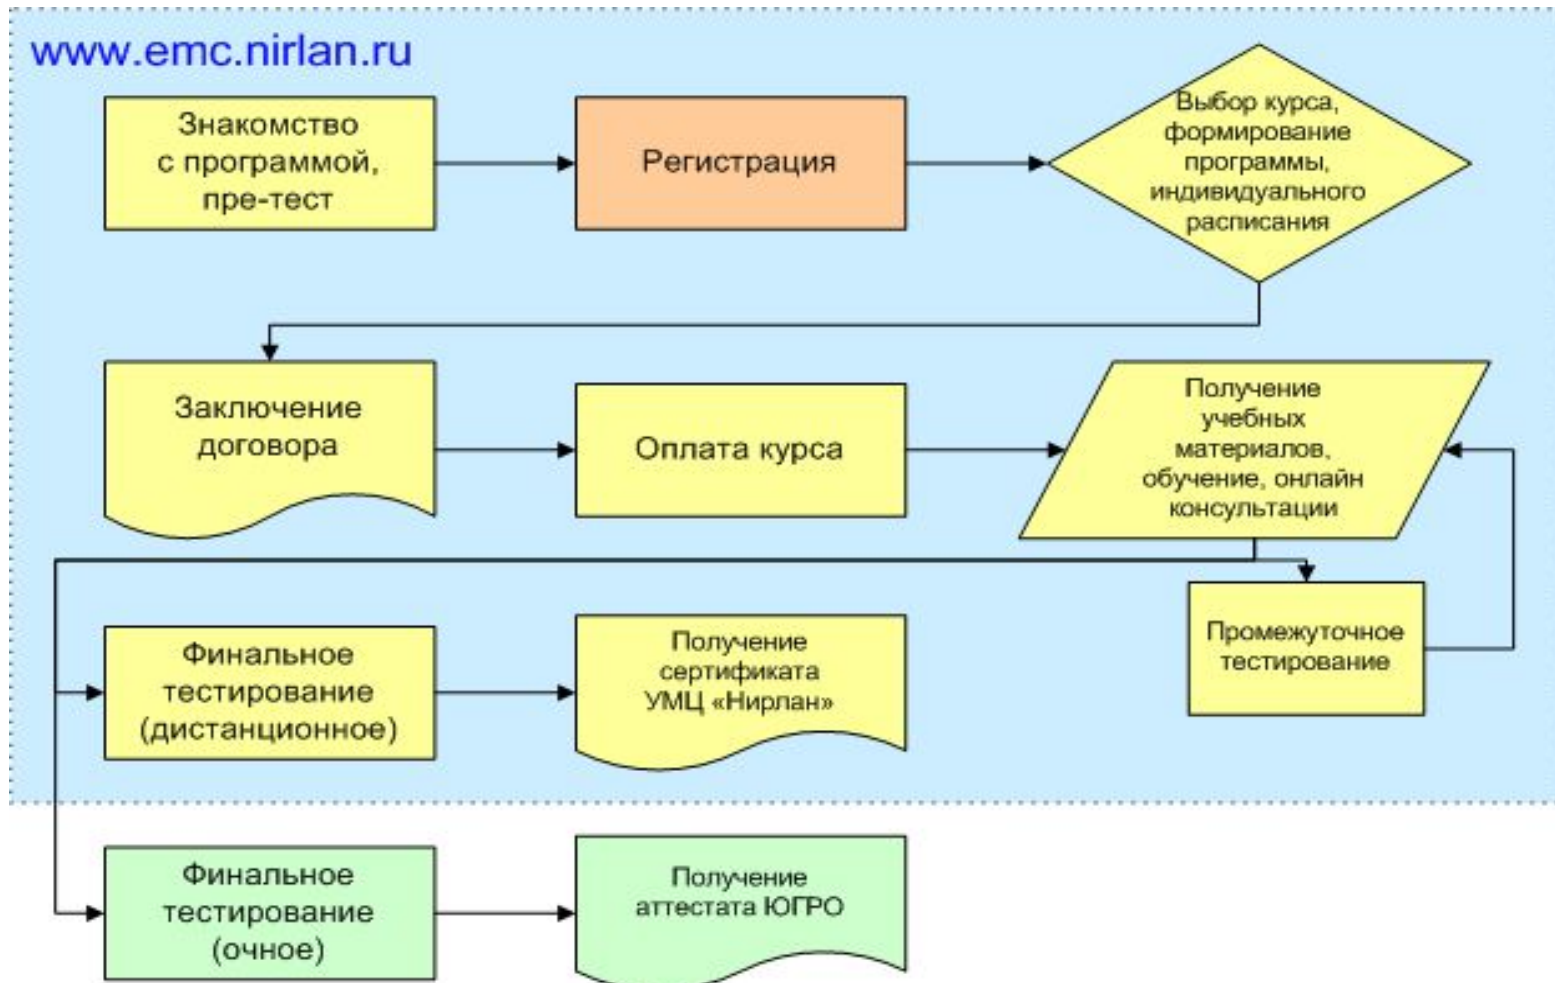 www.emc.nirlan.ru
Знакомство
с программой,
пре-тест
Регистрация
Выбор курса,
формирование
программы,
индивидуального
расписания
Заключение
договора
Оплата курса
Получение
учебных
материалов,
обучение, онлайн
консультации
Промежуточное
тестирование
Финальное
тестирование
(дистанционное)
Получение
сертификата
УМЦ «Нирлан»
Финальное
тестирование
(очное)
Получение
аттестата ЮГРО